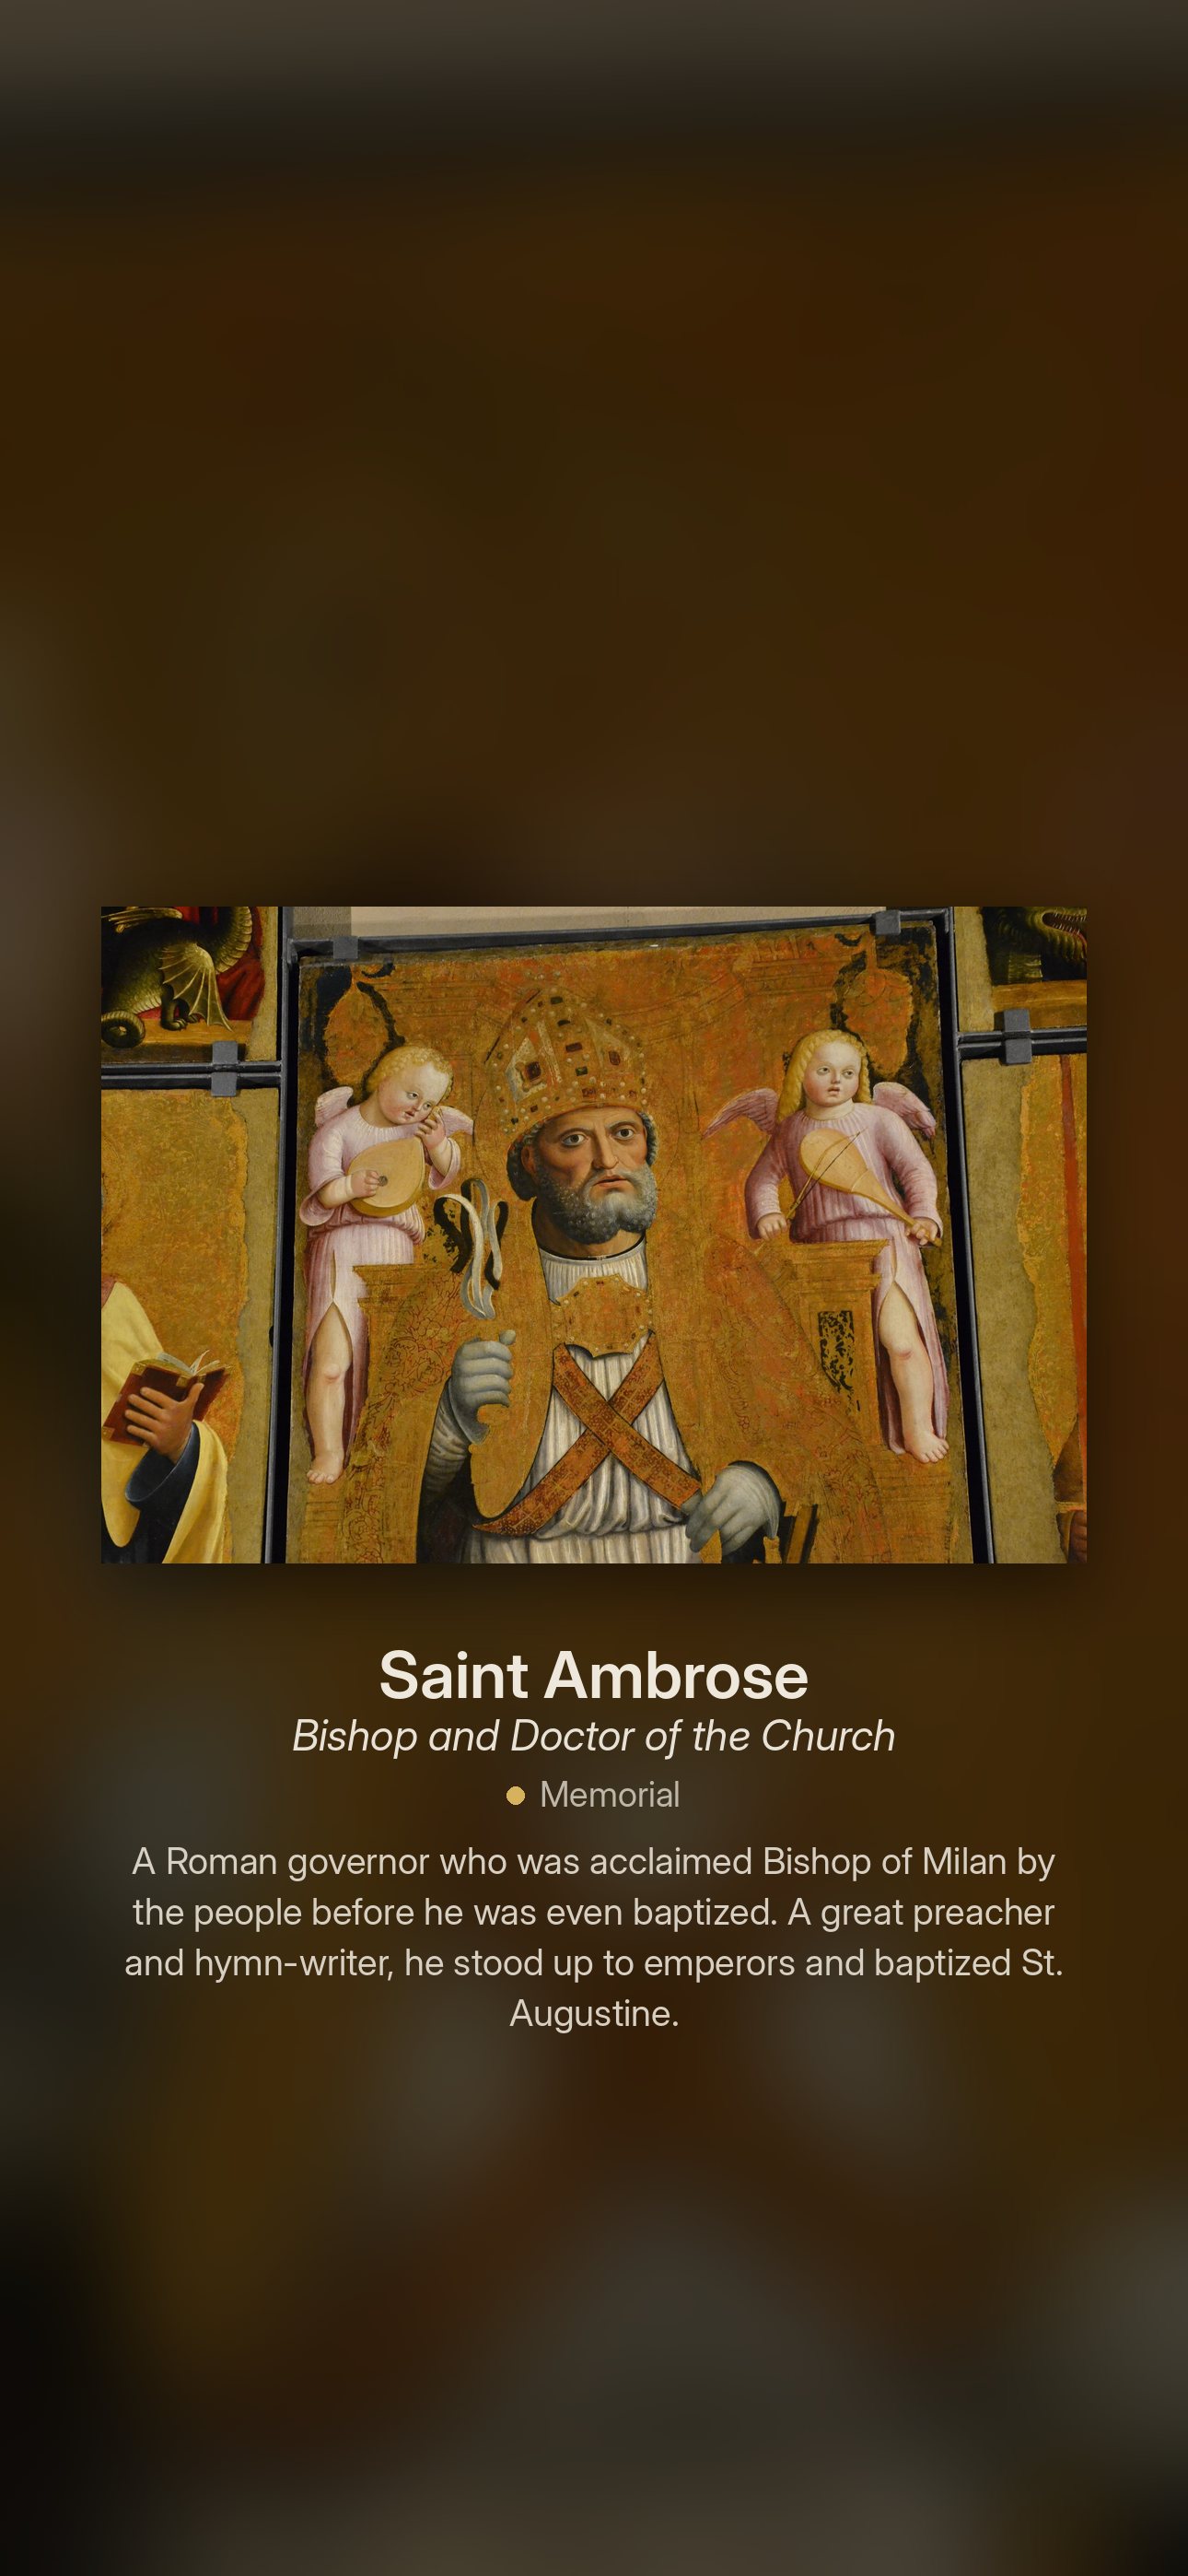 Saint Ambrose
Bishop and Doctor of the Church
Memorial
A Roman governor who was acclaimed Bishop of Milan by
the people before he was even baptized. A great preacher
and hymn-writer, he stood up to emperors and baptized St.
Augustine.